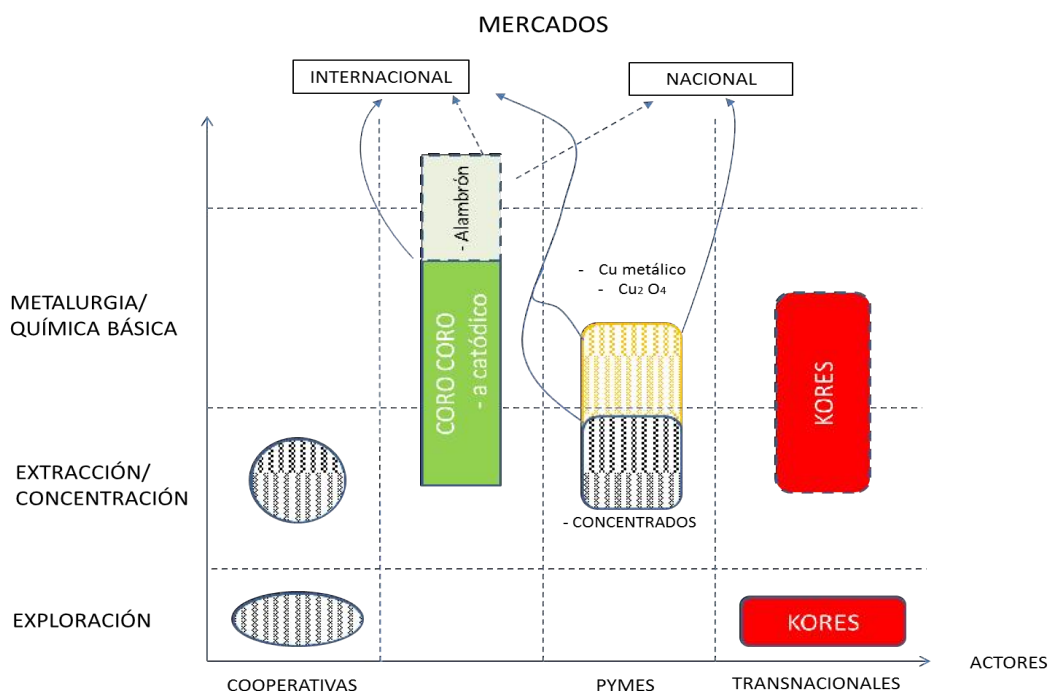 MERCADOS
INTERNACIONAL
NACIONAL
- Alambrón
- Cu metálico
- Cu₂ O₄
METALURGIA/
QUÍMICA BÁSICA
CORO CORO
- a catódico
KORES
EXTRACCIÓN/
CONCENTRACIÓN
- CONCENTRADOS
EXPLORACIÓN
KORES
ACTORES
COOPERATIVAS
PYMES
TRANSNACIONALES